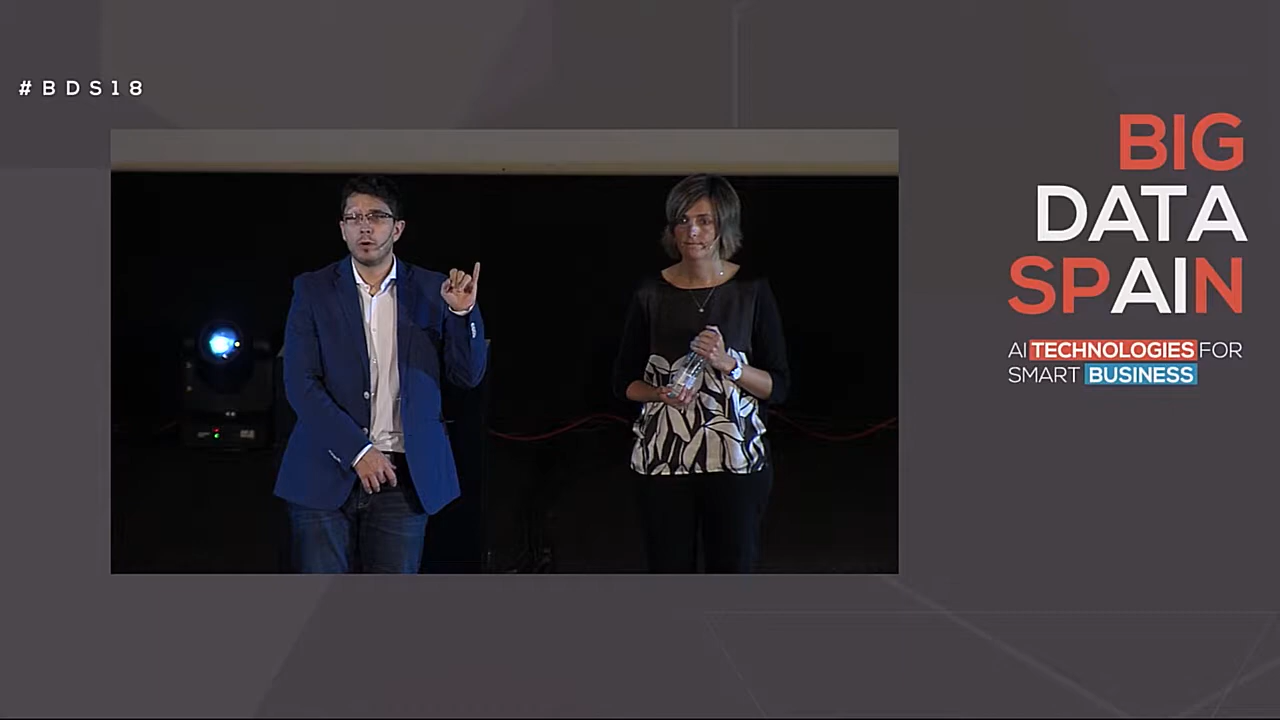 #BDS18
BIG
DATA
SPAIN
AI TECHNOLOGIES FOR
SMART BUSINESS